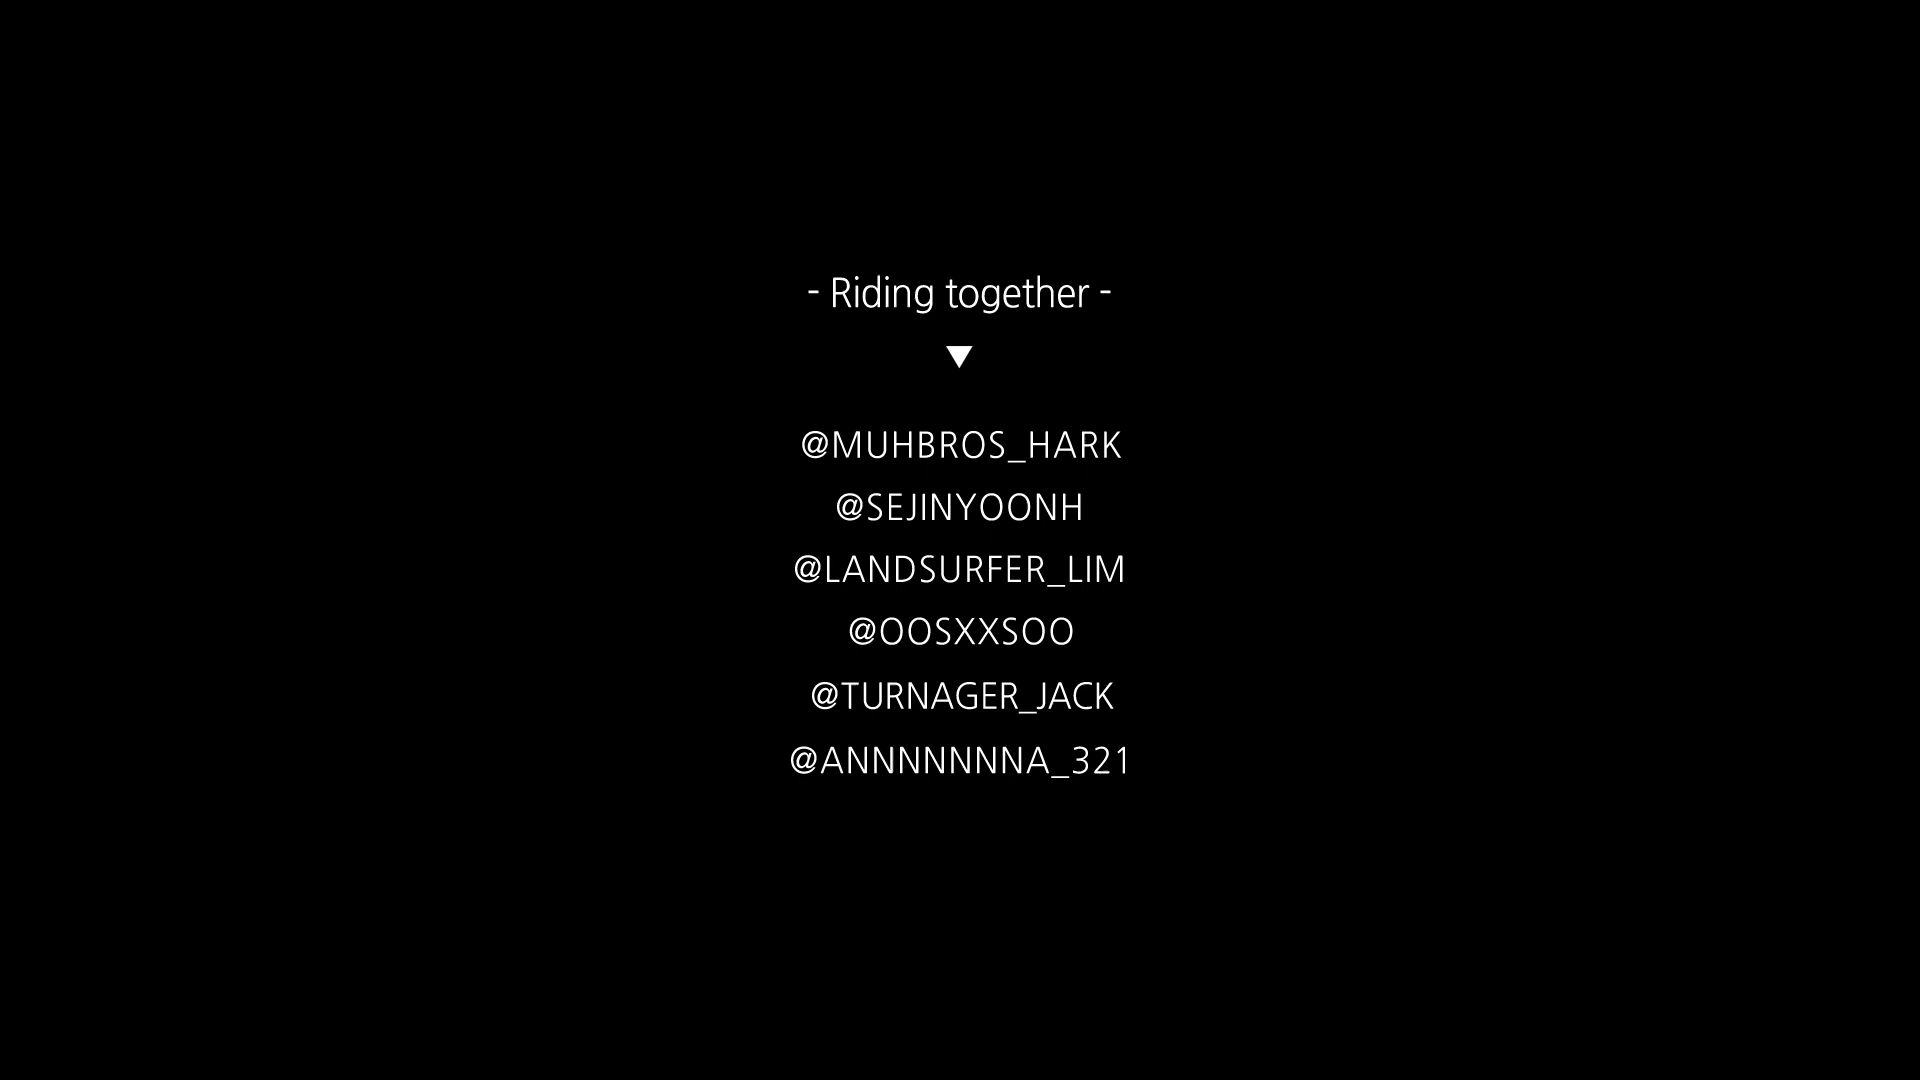 - Riding together -
▼
@MUHBROS_HARK
@SEJINYOONH
@LANDSURFER_LIM
@OOSXXSOO
@TURNAGER_JACK
@ANNNNNNNA_321